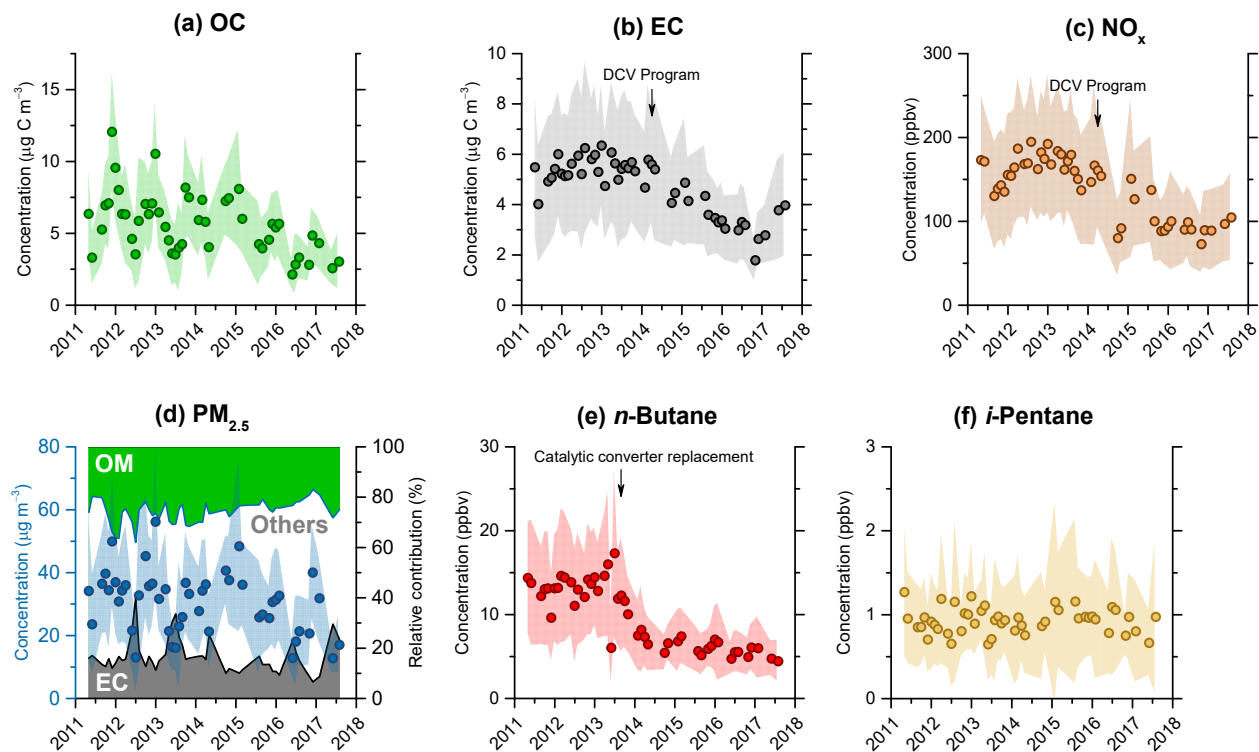 (a) OC
(b) EC
(c) NOx
Concentration (µg C m−3)
15
10
5
0
2011 2012 2013 2014 2015 2016 2017 2018
Concentration (µg C m−3)
10
8
6
4
2
0
DCV Program
2011 2012 2013 2014 2015 2016 2017 2018
Concentration (ppbv)
300
200
100
0
DCV Program
2011 2012 2013 2014 2015 2016 2017 2018
(d) PM2.5
(e) n-Butane
(f) i-Pentane
Concentration (µg m−3)
80
60
40
20
0
OM
Others
EC
100
80
60
40
20
0
Relative contribution (%)
2011 2012 2013 2014 2015 2016 2017 2018
Concentration (ppbv)
30
20
10
0
Catalytic converter replacement
2011 2012 2013 2014 2015 2016 2017 2018
Concentration (ppbv)
3
2
1
0
2011 2012 2013 2014 2015 2016 2017 2018